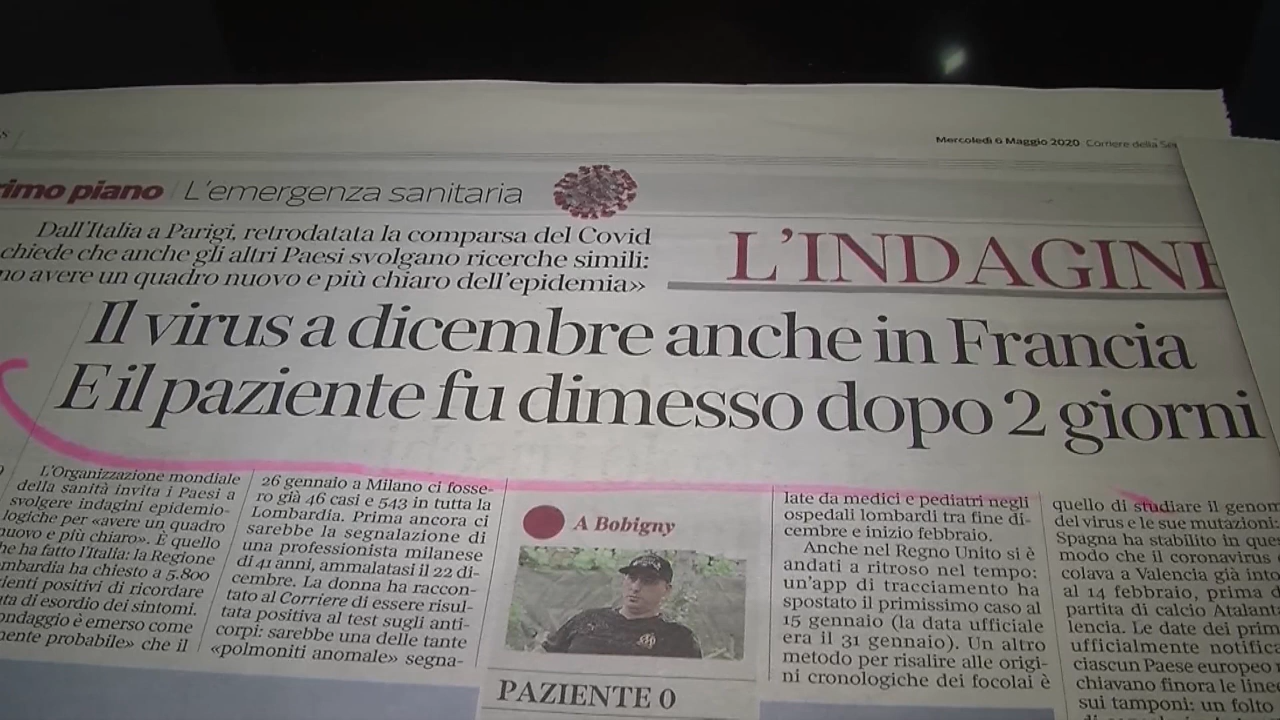 Mercoledì 6 Maggio 2020 Corriere della
rimo piano L'emergenza sanitaria
Dall'Italia a Parigi, retrodatata la comparsa del Covid
chiede che anche gli altri Paesi svolgano ricerche simili:
no avere un quadro nuovo e più chiaro dell'epidemia»
L'INDAGINE
Il virus a dicembre anche in Francia
E il paziente fu dimesso dopo 2 giorni
L'Organizzazione mondiale
della sanità invita i Paesi a
svolgere indagini epidemio-
logiche per «avere un quadro
nuovo e più chiaro». È quello
he ha fatto l'Italia: la Regione
mbardia ha chiesto a 5.800
ienti positivi di ricordare
ta di esordio dei sintomi.
ondaggio è emerso come
mente probabile» che il
26 gennaio a Milano ci fosse-
ro già 46 casi e 543 in tutta la
Lombardia. Prima ancora ci
sarebbe la segnalazione di
una professionista milanese
di 41 anni, ammalatasi il 22 di-
cembre. La donna ha raccon-
tato al Corriere di essere risul-
tata positiva al test sugli anti-
corpi: sarebbe una delle tante
«polmoniti anomale» segna-
A Bobigny
PAZIENTE 0
late da medici e pediatri negli
ospedali lombardi tra fine di-
cembre e inizio febbraio.
Anche nel Regno Unito si è
andati a ritroso nel tempo:
un'app di tracciamento ha
spostato il primissimo caso al
15 gennaio (la data ufficiale
era il 31 gennaio). Un altro
metodo per risalire alle origi-
ni cronologiche dei focolai è
quello di studiare il genom
del virus e le sue mutazioni
Spagna ha stabilito in ques
modo che il coronavirus
colava a Valencia già into
al 14 febbraio, prima d
partita di calcio Atalant
lencia. Le date dei prim
ufficialmente notifica
ciascun Paese europeo
chiavano finora le linee
sui tamponi: un folto